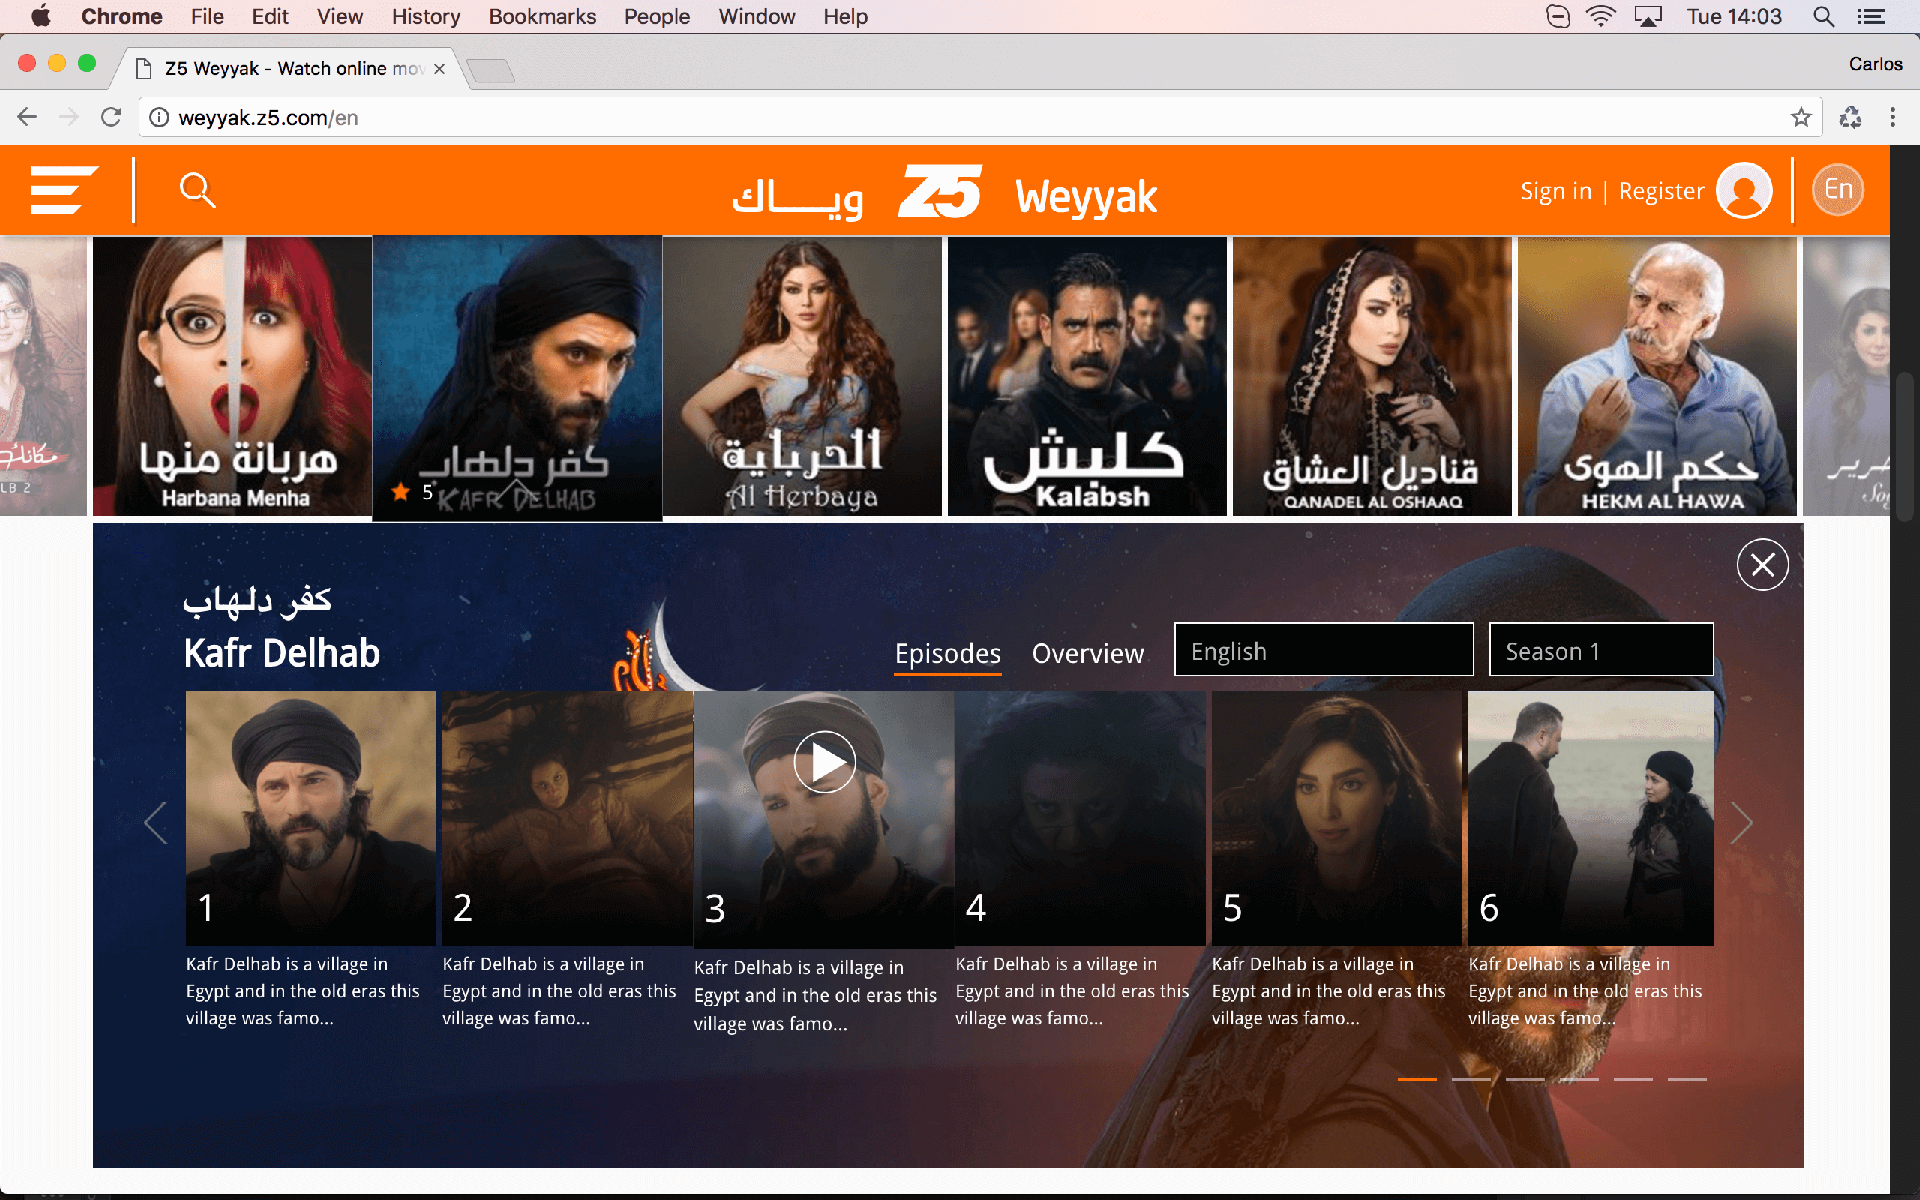 Chrome File Edit View History Bookmarks People Window Help Tue 14:03
Z5 Weyyak - Watch online mov Carlos
weyyak.z5.com/en
وياك Z5 Weyyak Sign in | Register En
مكانك
LB 2
هربانة منها
Harbana Menha
كفر دلهاب
5 KAFR DELHAB
الحرباية
Al Herbaya
كلبش
Kalabsh
قناديل العشاق
QANADEL AL OSHAAQ
حكم الهوى
HEKM AL HAWA
كفر دلهاب
Kafr Delhab
Episodes Overview English Season 1
1 2 3 4 5 6
Kafr Delhab is a village in
Egypt and in the old eras this
village was famo...
Kafr Delhab is a village in
Egypt and in the old eras this
village was famo...
Kafr Delhab is a village in
Egypt and in the old eras this
village was famo...
Kafr Delhab is a village in
Egypt and in the old eras this
village was famo...
Kafr Delhab is a village in
Egypt and in the old eras this
village was famo...
Kafr Delhab is a village in
Egypt and in the old eras this
village was famo...